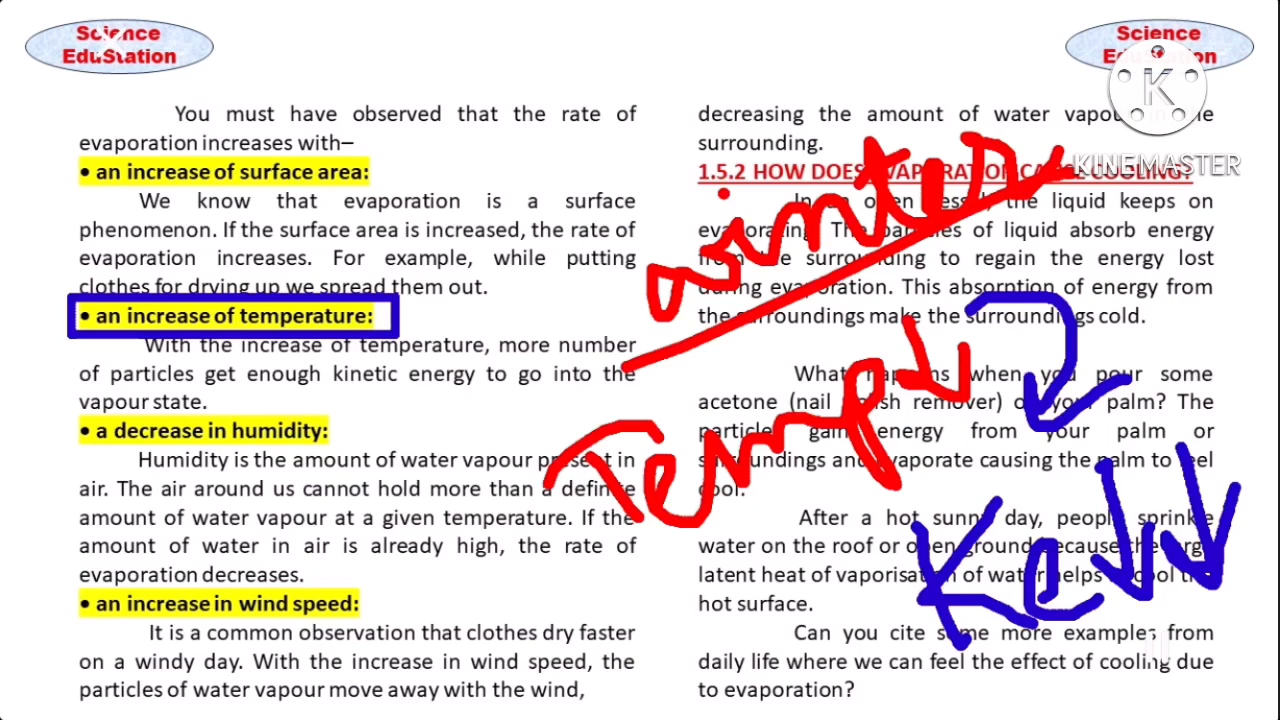 Science
EduStation
You must have observed that the rate of
evaporation increases with–
• an increase of surface area:
We know that evaporation is a surface
phenomenon. If the surface area is increased, the rate of
evaporation increases. For example, while putting
clothes for drying up we spread them out.
• an increase of temperature:
With the increase of temperature, more number
of particles get enough kinetic energy to go into the
vapour state.
• a decrease in humidity:
Humidity is the amount of water vapour present in
air. The air around us cannot hold more than a definite
amount of water vapour at a given temperature. If the
amount of water in air is already high, the rate of
evaporation decreases.
• an increase in wind speed:
It is a common observation that clothes dry faster
on a windy day. With the increase in wind speed, the
particles of water vapour move away with the wind,
Science
EduStation
K
KINEMASTER
decreasing the amount of water vapour in the
surrounding.
1.5.2 HOW DOES EVAPORATION CAUSE COOLING?
In an open vessel, the liquid keeps on
evaporating. The particles of liquid absorb energy
from the surrounding to regain the energy lost
during evaporation. This absorption of energy from
the surroundings make the surroundings cold.
What happens when you pour some
acetone (nail polish remover) on your palm? The
particles gain energy from your palm or
surroundings and evaporate causing the palm to feel
cool.
After a hot sunny day, people sprinkle
water on the roof or open ground because the large
latent heat of vaporisation of water helps to cool the
hot surface.
Can you cite some more examples from
daily life where we can feel the effect of cooling due
to evaporation?
winter
Temp ↓
Ke ↓↓